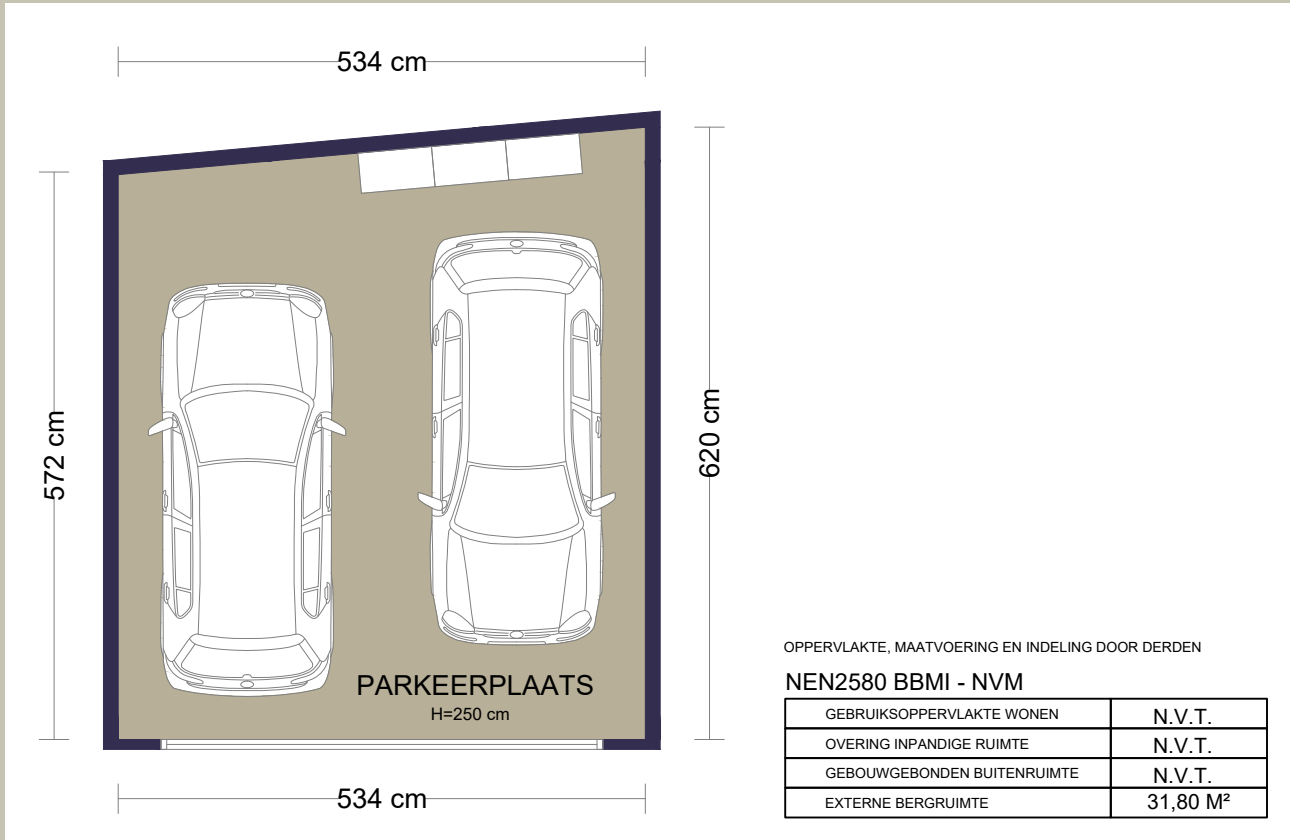 534 cm
572 cm
620 cm
PARKEERPLAATS
H=250 cm
534 cm
OPPERVLAKTE, MAATVOERING EN INDELING DOOR DERDEN
NEN2580 BBMI - NVM
GEBRUIKSOPPERVLAKTE WONEN N.V.T.
OVERING INPANDIGE RUIMTE N.V.T.
GEBOUWGEBONDEN BUITENRUIMTE N.V.T.
EXTERNE BERGRUIMTE 31,80 M²